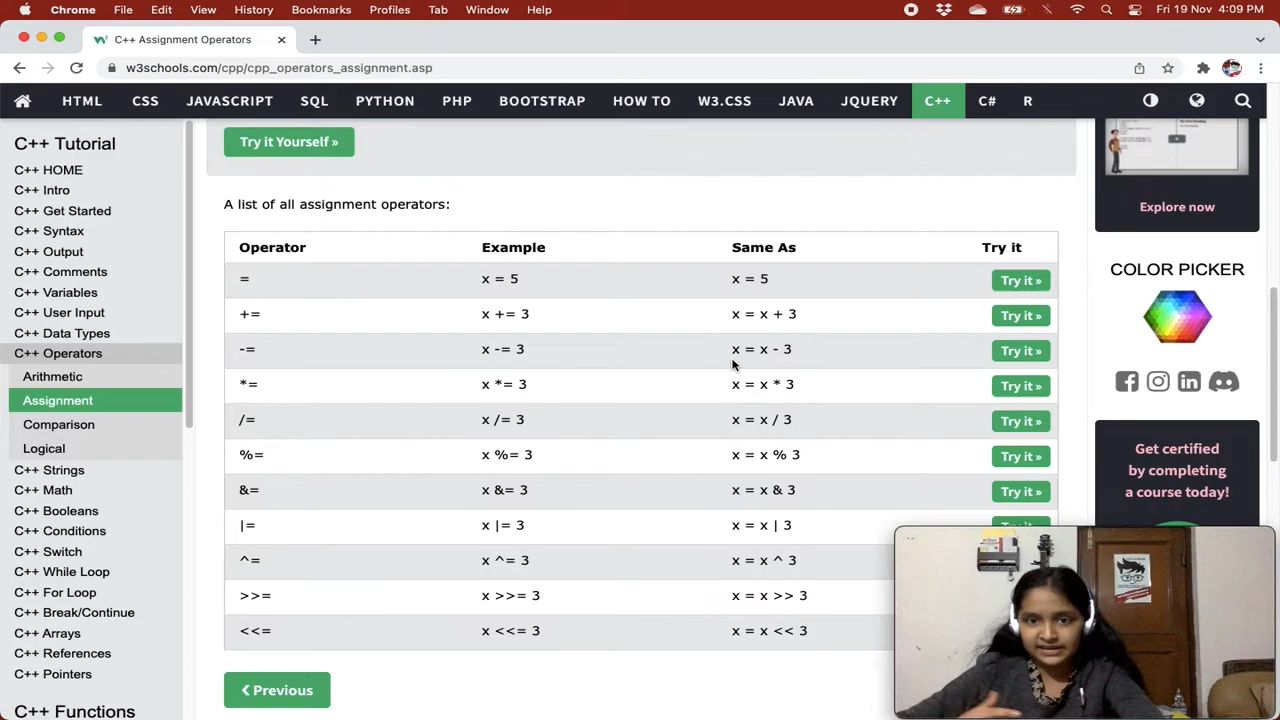 Chrome File Edit View History Bookmarks Profiles Tab Window Help Fri 19 Nov 4:09 PM
C++ Assignment Operators
w3schools.com/cpp/cpp_operators_assignment.asp
HTML CSS JAVASCRIPT SQL PYTHON PHP BOOTSTRAP HOW TO W3.CSS JAVA JQUERY C++ C# R
C++ Tutorial
C++ HOME
C++ Intro
C++ Get Started
C++ Syntax
C++ Output
C++ Comments
C++ Variables
C++ User Input
C++ Data Types
C++ Operators
Arithmetic
Assignment
Comparison
Logical
C++ Strings
C++ Math
C++ Booleans
C++ Conditions
C++ Switch
C++ While Loop
C++ For Loop
C++ Break/Continue
C++ Arrays
C++ References
C++ Pointers
C++ Functions
Try it Yourself »
A list of all assignment operators:
Operator Example Same As Try it
= x = 5 x = 5 Try it »
+= x += 3 x = x + 3 Try it »
-= x -= 3 x = x - 3 Try it »
*= x *= 3 x = x * 3 Try it »
/= x /= 3 x = x / 3 Try it »
%= x %= 3 x = x % 3 Try it »
&= x &= 3 x = x & 3 Try it »
|= x |= 3 x = x | 3 Try it »
^= x ^= 3 x = x ^ 3
>>= x >>= 3 x = x >> 3
<<= x <<= 3 x = x << 3
❮ Previous
Explore now
COLOR PICKER
Get certified
by completing
a course today!